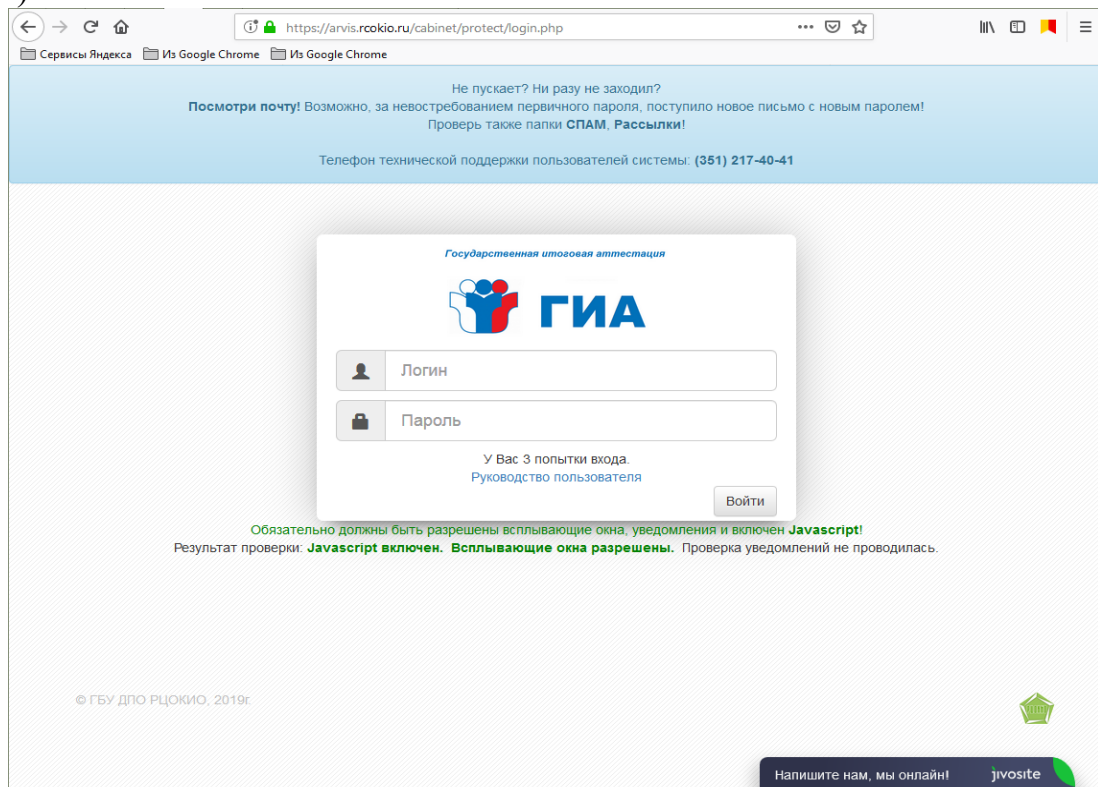 https://arvis.rcokio.ru/cabinet/protect/login.php
Сервисы Яндекса Из Google Chrome Из Google Chrome
Не пускает? Ни разу не заходил?
Посмотри почту! Возможно, за невостребованием первичного пароля, поступило новое письмо с новым паролем!
Проверь также папки СПАМ, Рассылки!
Телефон технической поддержки пользователей системы: (351) 217-40-41
Государственная итоговая аттестация
ГИА
Логин
Пароль
У Вас 3 попытки входа.
Руководство пользователя
Войти
Обязательно должны быть разрешены всплывающие окна, уведомления и включен Javascript!
Результат проверки: Javascript включен. Всплывающие окна разрешены. Проверка уведомлений не проводилась.
© ГБУ ДПО РЦОКИО, 2019г.
Напишите нам, мы онлайн! jivosite